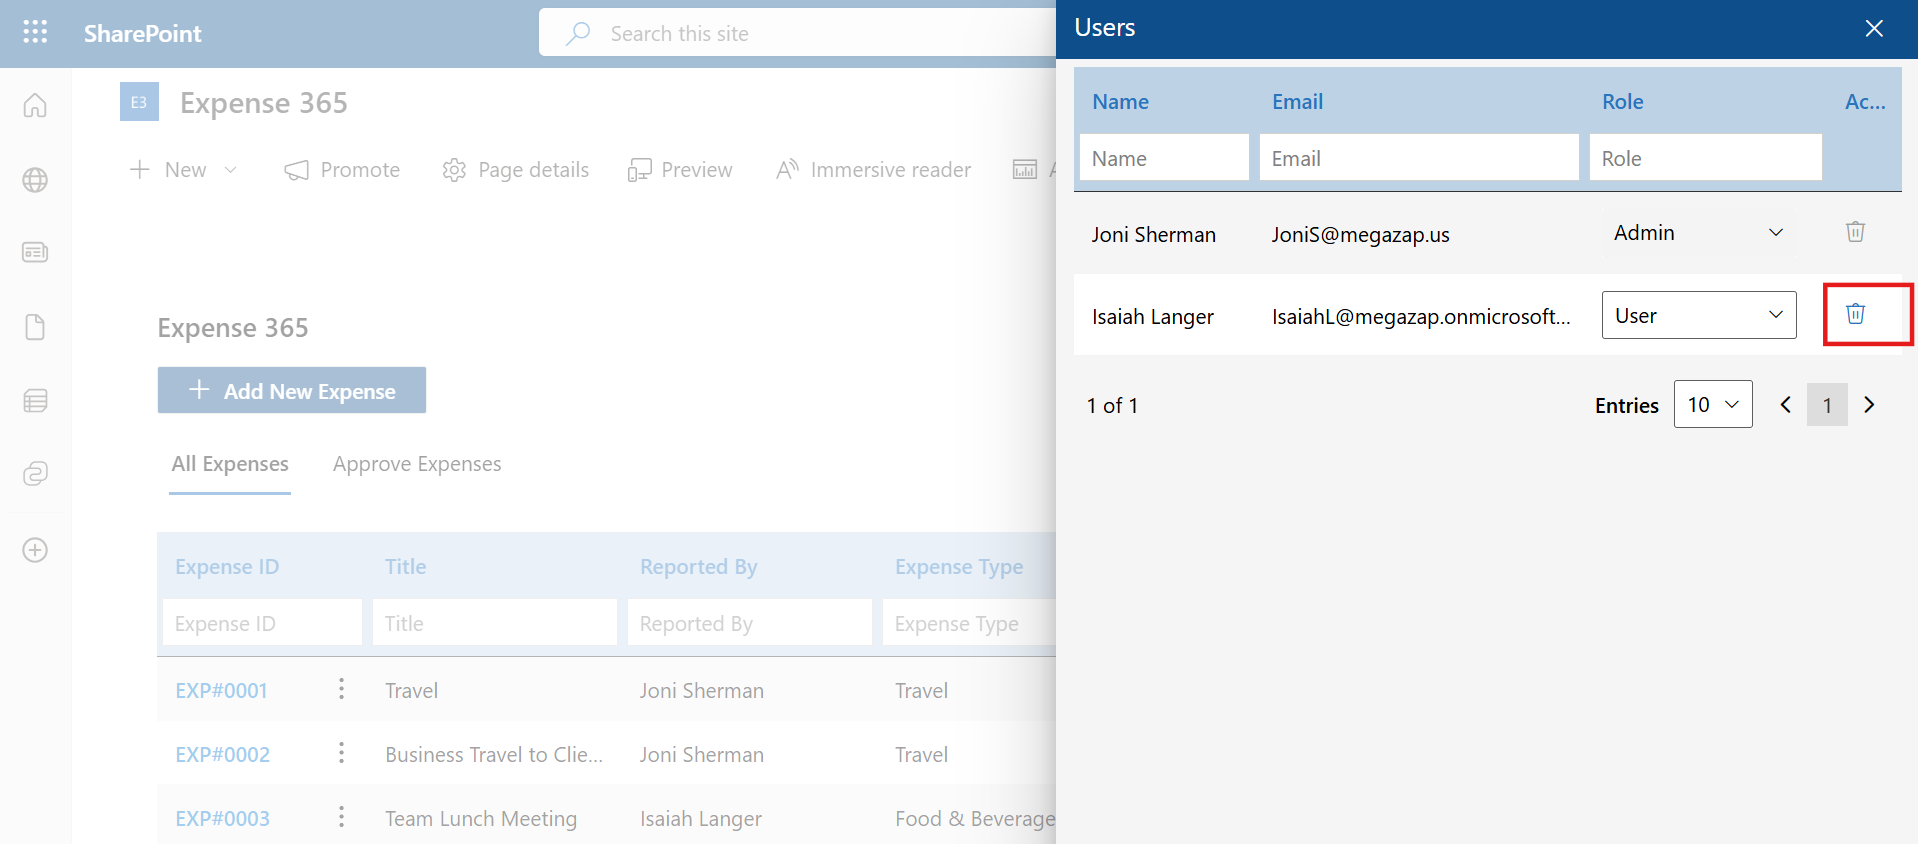 SharePoint
Search this site
E3
Expense 365
New
Promote
Page details
Preview
Immersive reader
Expense 365
Add New Expense
All Expenses
Approve Expenses
Expense ID
Title
Reported By
Expense Type
Expense ID
Title
Reported By
Expense Type
EXP#0001
Travel
Joni Sherman
Travel
EXP#0002
Business Travel to Clie...
Joni Sherman
Travel
EXP#0003
Team Lunch Meeting
Isaiah Langer
Food & Beverage
Users
Name
Email
Role
Ac...
Name
Email
Role
Joni Sherman
JoniS@megazap.us
Admin
Isaiah Langer
IsaiahL@megazap.onmicrosoft...
User
1 of 1
Entries
10
1